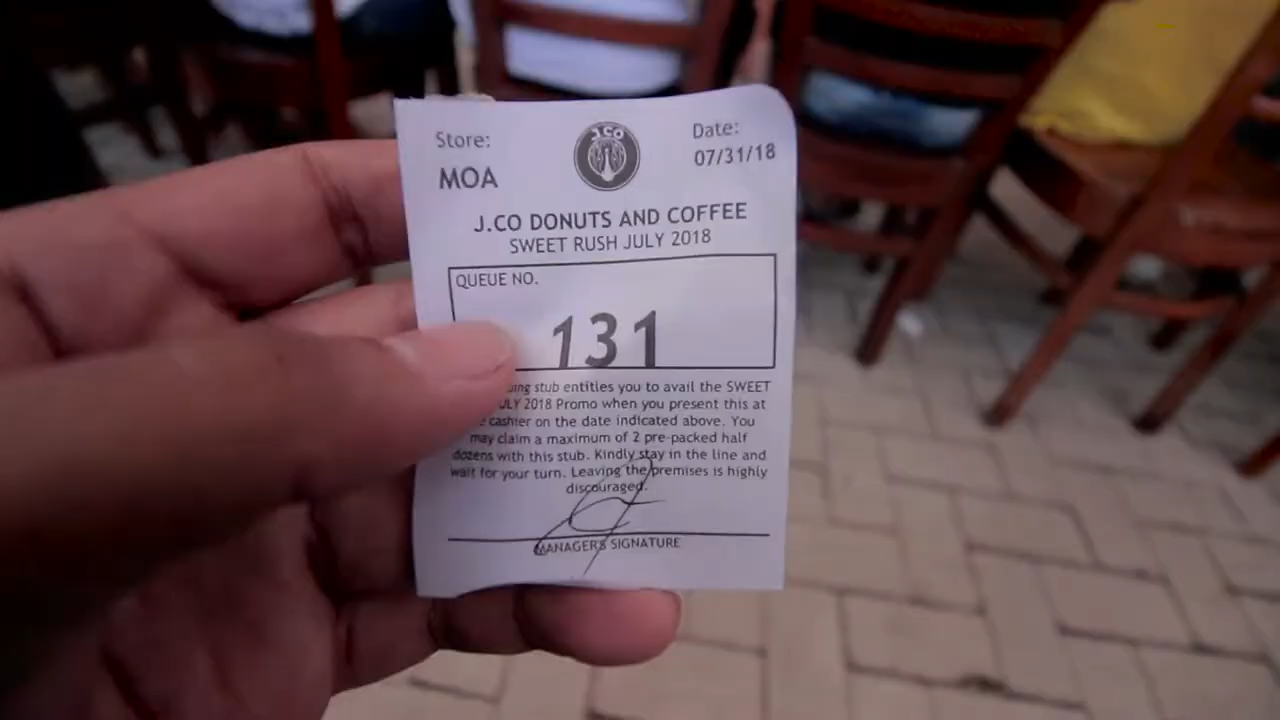 Store:
MOA
J.CO
Date:
07/31/18
J.CO DONUTS AND COFFEE
SWEET RUSH JULY 2018
QUEUE NO.
131
stub entitles you to avail the SWEET
2018 Promo when you present this at
cashier on the date indicated above. You
may claim a maximum of 2 pre-packed half
dozens with this stub. Kindly stay in the line and
wait for your turn. Leaving the premises is highly
discouraged.
MANAGER'S SIGNATURE